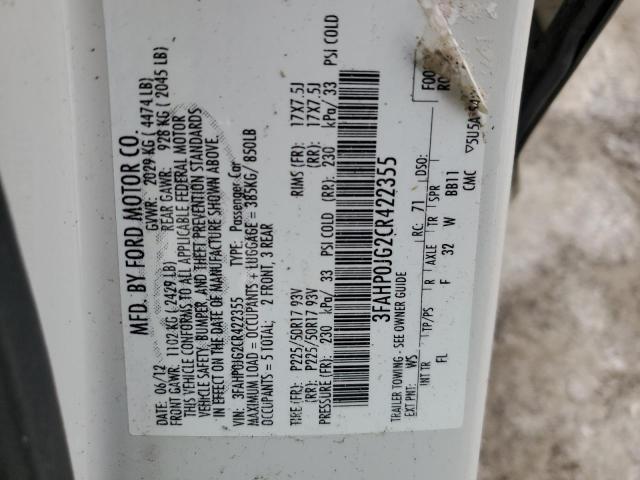 MFD. BY FORD MOTOR CO.
DATE: 06/12 GVWR: 2029 KG ( 4474 LB)
FRONT GAWR: 1102 KG ( 2429 LB) REAR GAWR: 928 KG ( 2045 LB)
THIS VEHICLE CONFORMS TO ALL APPLICABLE FEDERAL MOTOR
VEHICLE SAFETY, BUMPER, AND THEFT PREVENTION STANDARDS
IN EFFECT ON THE DATE OF MANUFACTURE SHOWN ABOVE.
VIN: 3FAHP0JG2CR422355 TYPE: Passenger Car
MAXIMUM LOAD = OCCUPANTS + LUGGAGE = 385KG/ 850LB
OCCUPANTS = 5 TOTAL; 2 FRONT 3 REAR
TIRE (FR): P225/50R17 93V RIMS (FR): 17X7.5J
(RR): P225/50R17 93V (RR): 17X7.5J
PRESSURE (FR): 230 kPa/ 33 PSI COLD (RR): 230 kPa/ 33 PSI COLD
3FAHP0JG2CR422355
TRAILER TOWING - SEE OWNER GUIDE
EXT PNT: WS RC: 71 DSO: F00
INT TR TP/PS R AXLE TR SPR
FL F 32 W BB11
CMC